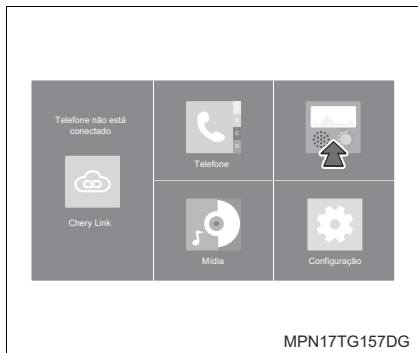 Telefone não está
conectado
Chery Link
C
D
Telefone
Mídia
Configuração
MPN17TG157DG